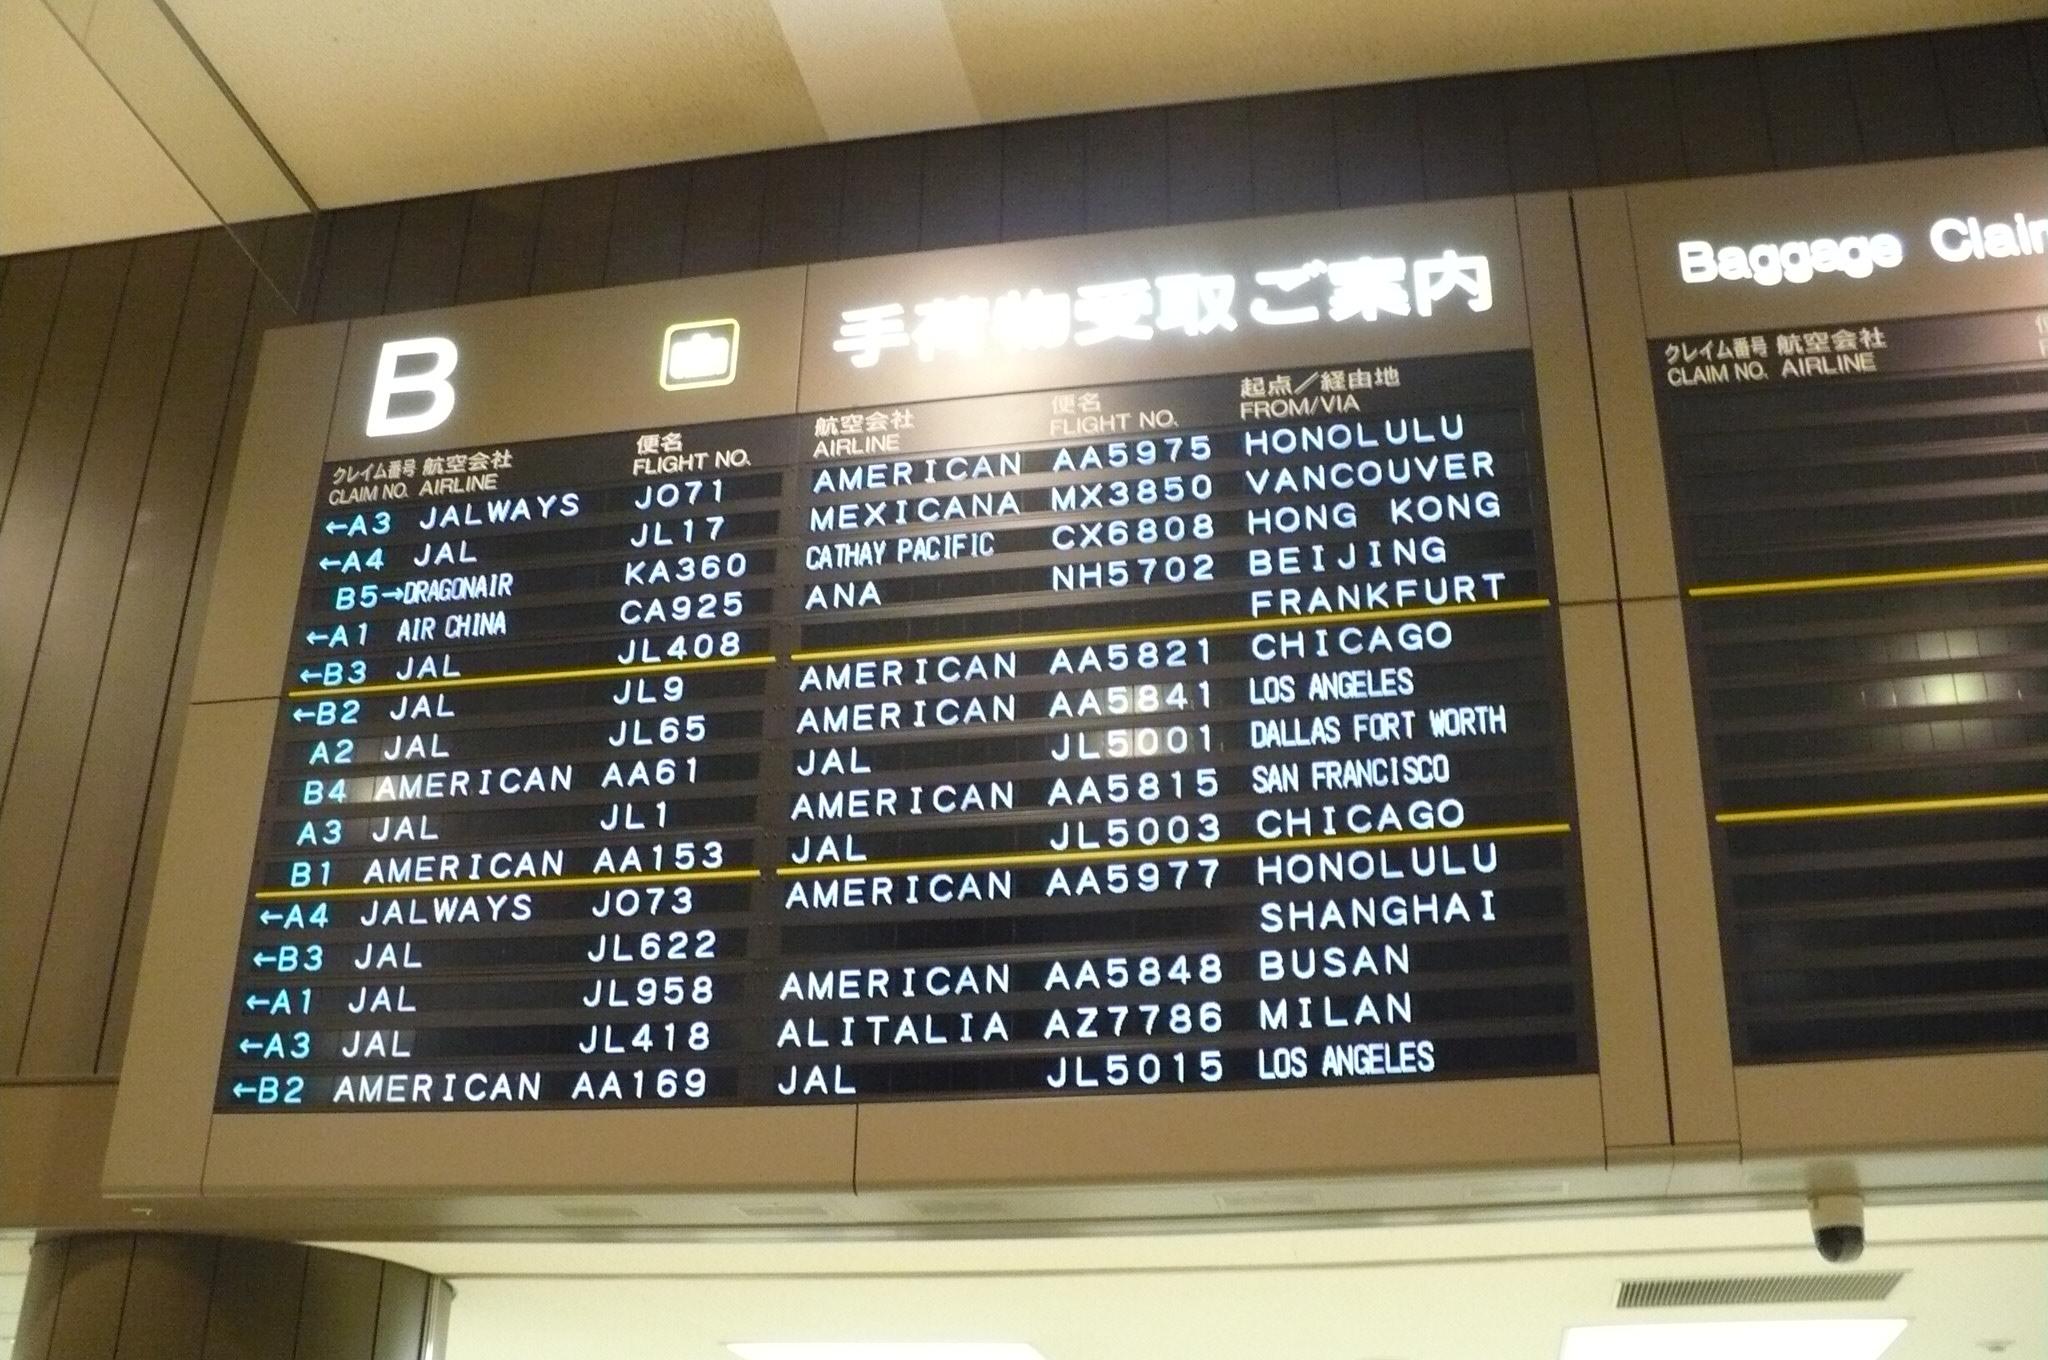 B 手荷物受取ご案内
クレイム番号 航空会社 便名 航空会社 便名 起点／経由地
CLAIM NO. AIRLINE FLIGHT NO. AIRLINE FLIGHT NO. FROM/VIA
←A3 JALWAYS JO71 AMERICAN AA5975 HONOLULU
←A4 JAL JL17 MEXICANA MX3850 VANCOUVER
B5→DRAGONAIR KA360 CATHAY PACIFIC CX6808 HONG KONG
←A1 AIR CHINA CA925 ANA NH5702 BEIJING
←B3 JAL JL408 FRANKFURT
←B2 JAL JL9 AMERICAN AA5821 CHICAGO
A2 JAL JL65 AMERICAN AA5841 LOS ANGELES
B4 AMERICAN AA61 JAL JL5001 DALLAS FORT WORTH
A3 JAL JL1 AMERICAN AA5815 SAN FRANCISCO
B1 AMERICAN AA153 JAL JL5003 CHICAGO
←A4 JALWAYS JO73 AMERICAN AA5977 HONOLULU
←B3 JAL JL622 SHANGHAI
←A1 JAL JL958 AMERICAN AA5848 BUSAN
←A3 JAL JL418 ALITALIA AZ7786 MILAN
←B2 AMERICAN AA169 JAL JL5015 LOS ANGELES
Baggage Claim
クレイム番号 航空会社
CLAIM NO. AIRLINE